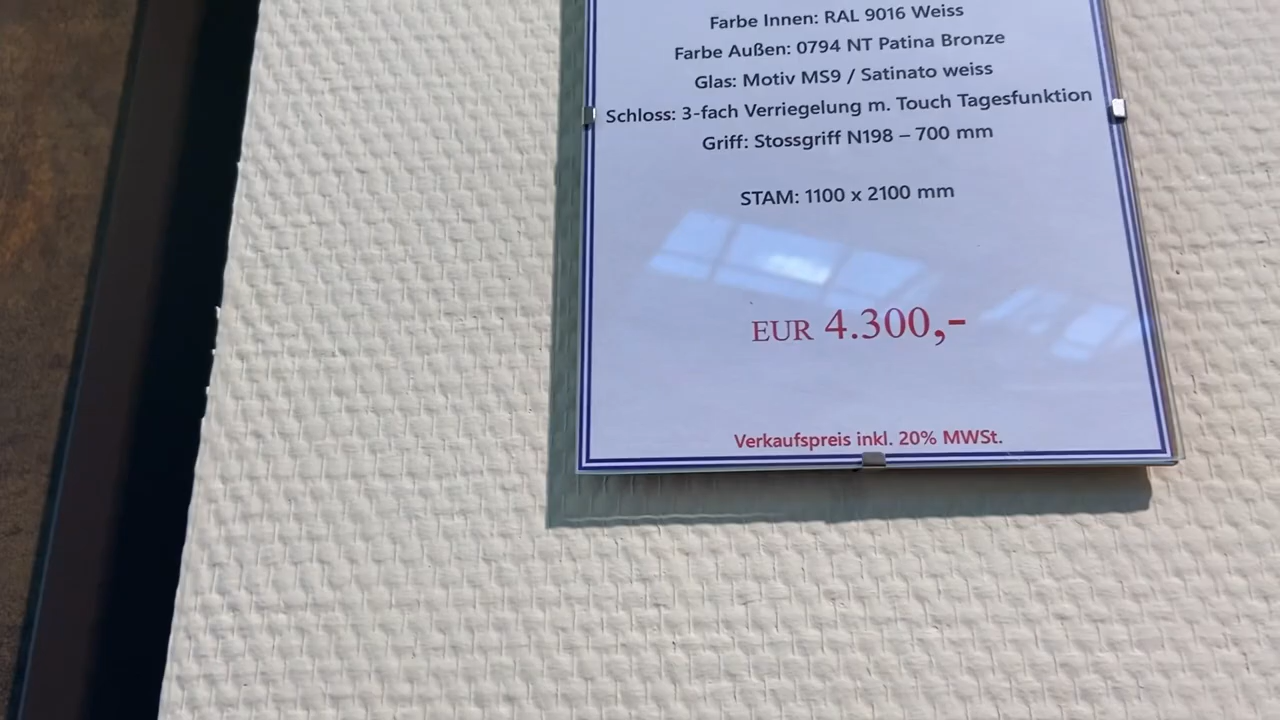 Farbe Innen: RAL 9016 Weiss
Farbe Außen: 0794 NT Patina Bronze
Glas: Motiv MS9 / Satinato weiss
Schloss: 3-fach Verriegelung m. Touch Tagesfunktion
Griff: Stossgriff N198 – 700 mm
STAM: 1100 x 2100 mm
EUR 4.300,-
Verkaufspreis inkl. 20% MWSt.